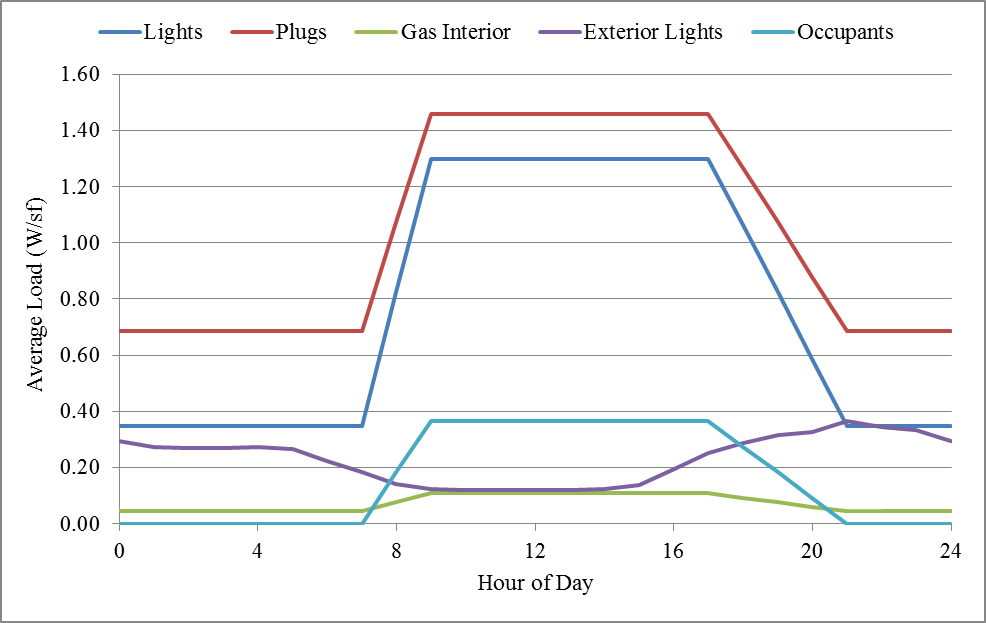 Lights Plugs Gas Interior Exterior Lights Occupants
1.60
1.40
1.20
1.00
0.80
0.60
0.40
0.20
0.00
Average Load (W/sf)
0 4 8 12 16 20 24
Hour of Day